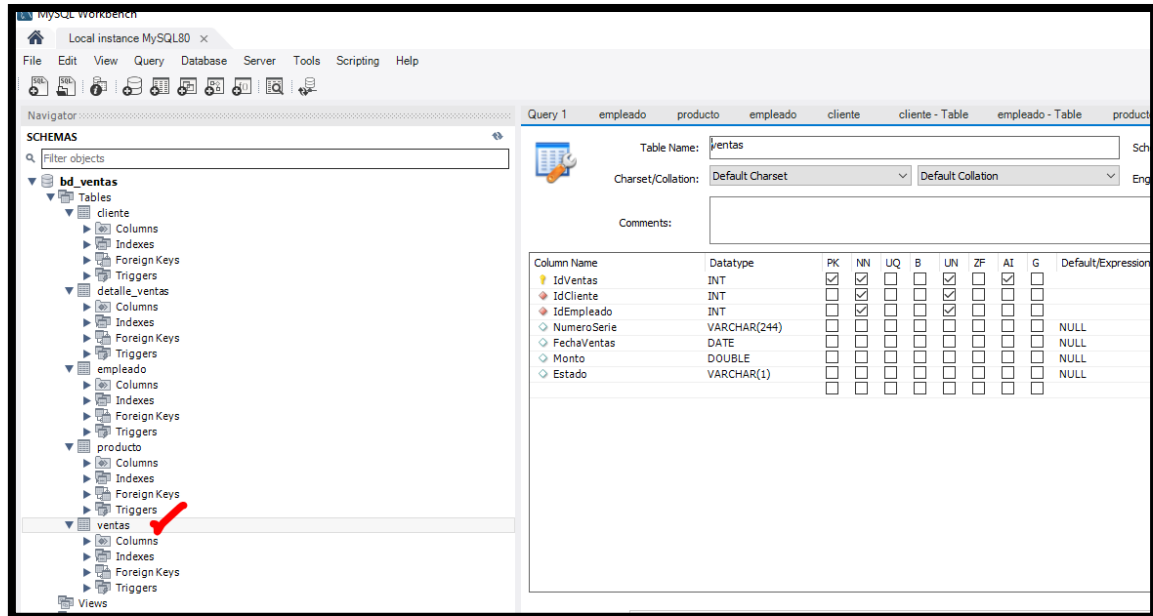 MySQL Workbench
Local instance MySQL80 ×
File Edit View Query Database Server Tools Scripting Help
Navigator
SCHEMAS
Filter objects
bd_ventas
Tables
cliente
Columns
Indexes
Foreign Keys
Triggers
detalle_ventas
Columns
Indexes
Foreign Keys
Triggers
empleado
Columns
Indexes
Foreign Keys
Triggers
producto
Columns
Indexes
Foreign Keys
Triggers
ventas
Columns
Indexes
Foreign Keys
Triggers
Views
Query 1 empleado producto empleado cliente cliente - Table empleado - Table product
Table Name: ventas Sch
Charset/Collation: Default Charset Default Collation Eng
Comments:
Column Name Datatype PK NN UQ B UN ZF AI G Default/Expression
IdVentas INT
IdCliente INT
IdEmpleado INT
NumeroSerie VARCHAR(244) NULL
FechaVentas DATE NULL
Monto DOUBLE NULL
Estado VARCHAR(1) NULL